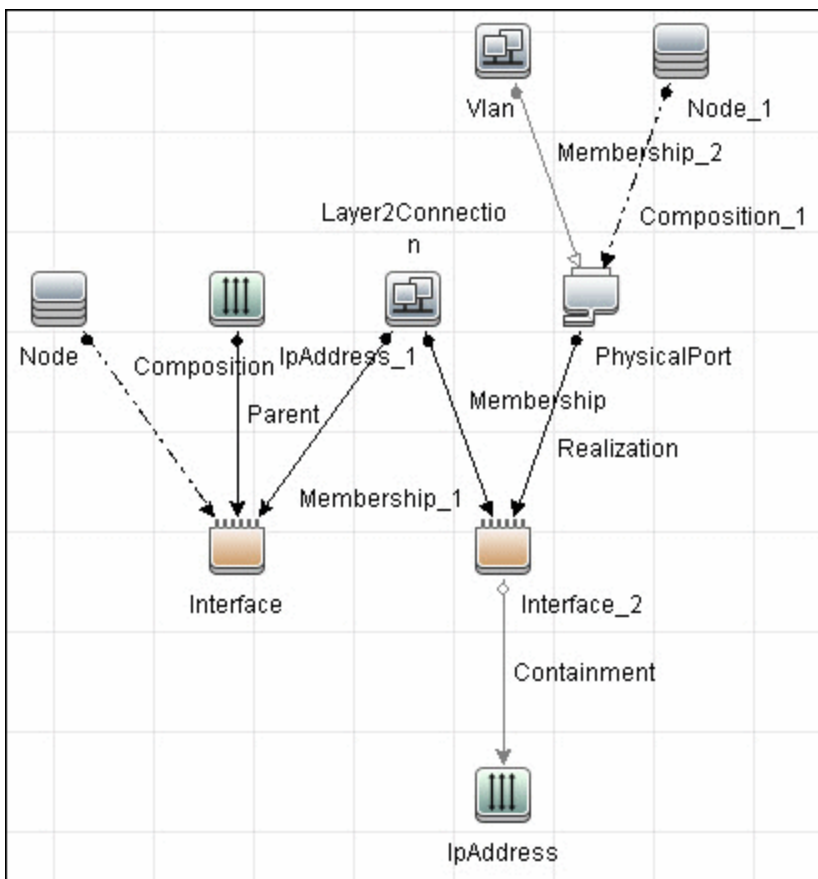 Vlan
Node_1
Membership_2
Layer2Connectio
n
Composition_1
Node
Composition
IpAddress_1
PhysicalPort
Parent
Membership
Realization
Membership_1
Interface
Interface_2
Containment
IpAddress